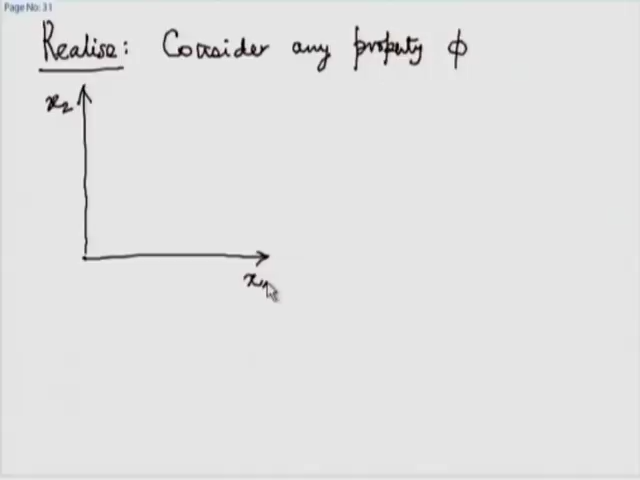 Page No: 31
Realise: Consider any property ϕ
x₂
x₁